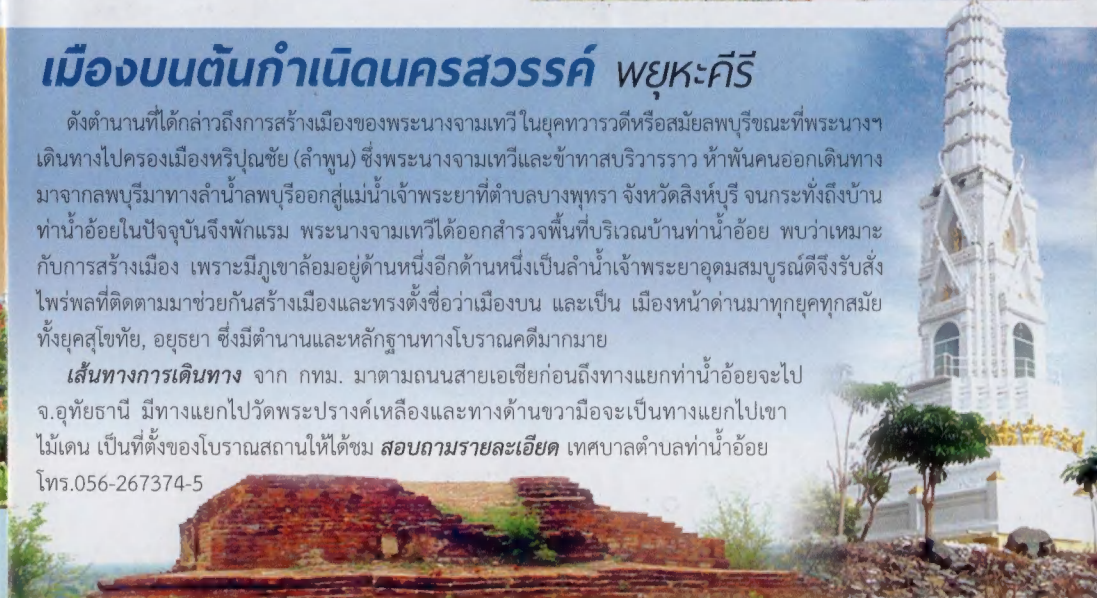 เมืองบนต้นกำเนิดนครสวรรค์ พยุหะคีรี
ดังตำนานที่ได้กล่าวถึงการสร้างเมืองของพระนางจามเทวี ในยุคทวารวดีหรือสมัยลพบุรีขณะที่พระนางฯ
เดินทางไปครองเมืองหริปุณชัย (ลำพูน) ซึ่งพระนางจามเทวีและข้าทาสบริวารราว ห้าพันคนออกเดินทาง
มาจากลพบุรีมาทางลำน้ำลพบุรีออกสู่แม่น้ำเจ้าพระยาที่ตำบลบางพุทรา จังหวัดสิงห์บุรี จนกระทั่งถึงบ้าน
ท่าน้ำอ้อยในปัจจุบันจึงพักแรม พระนางจามเทวีได้ออกสำรวจพื้นที่บริเวณบ้านท่าน้ำอ้อย พบว่าเหมาะ
กับการสร้างเมือง เพราะมีภูเขาล้อมอยู่ด้านหนึ่งอีกด้านหนึ่งเป็นลำน้ำเจ้าพระยาอุดมสมบูรณ์ดีจึงรับสั่ง
ไพร่พลที่ติดตามมาช่วยกันสร้างเมืองและทรงตั้งชื่อว่าเมืองบน และเป็น เมืองหน้าด่านมาทุกยุคทุกสมัย
ทั้งยุคสุโขทัย, อยุธยา ซึ่งมีตำนานและหลักฐานทางโบราณคดีมากมาย
เส้นทางการเดินทาง จาก กทม. มาตามถนนสายเอเชียก่อนถึงทางแยกท่าน้ำอ้อยจะไป
จ.อุทัยธานี มีทางแยกไปวัดพระปรางค์เหลืองและทางด้านขวามือจะเป็นทางแยกไปเขา
ไม้เดน เป็นที่ตั้งของโบราณสถานให้ได้ชม สอบถามรายละเอียด เทศบาลตำบลท่าน้ำอ้อย
โทร.056-267374-5